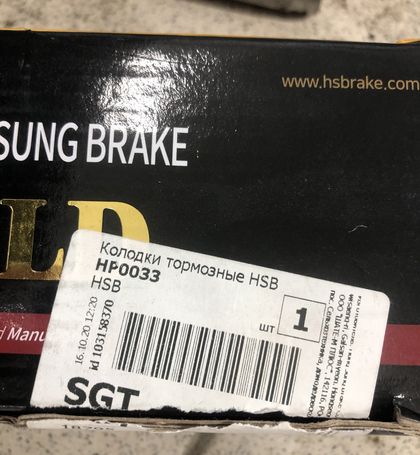 www.hsbrake.com
SUNG BRAKE
LD
Колодки тормозные HSB
HP0033
HSB
шт 1
16.10.20 12:20
id 103158370
SGT